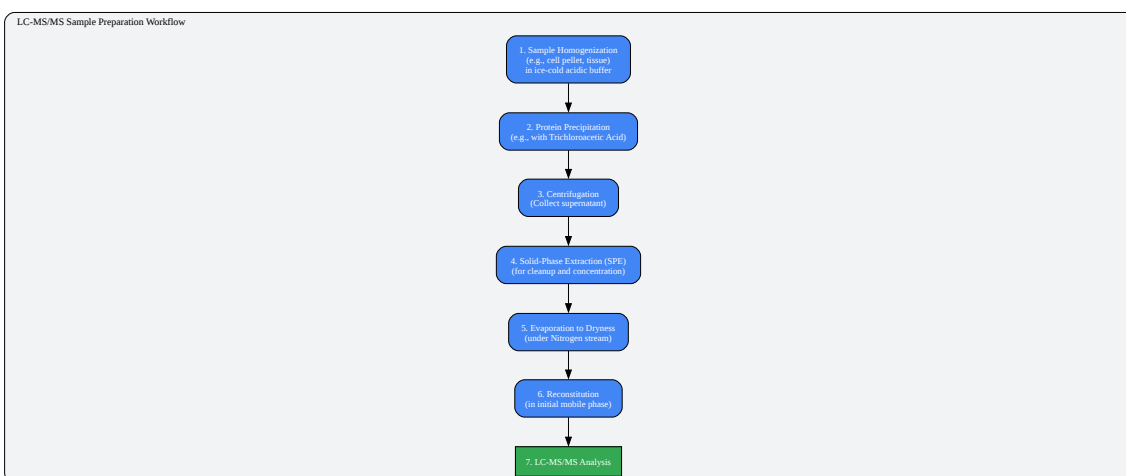 LC-MS/MS Sample Preparation Workflow
1. Sample Homogenization
(e.g., cell pellet, tissue)
in ice-cold acidic buffer
2. Protein Precipitation
(e.g., with Trichloroacetic Acid)
3. Centrifugation
(Collect supernatant)
4. Solid-Phase Extraction (SPE)
(for cleanup and concentration)
5. Evaporation to Dryness
(under Nitrogen stream)
6. Reconstitution
(in initial mobile phase)
7. LC-MS/MS Analysis